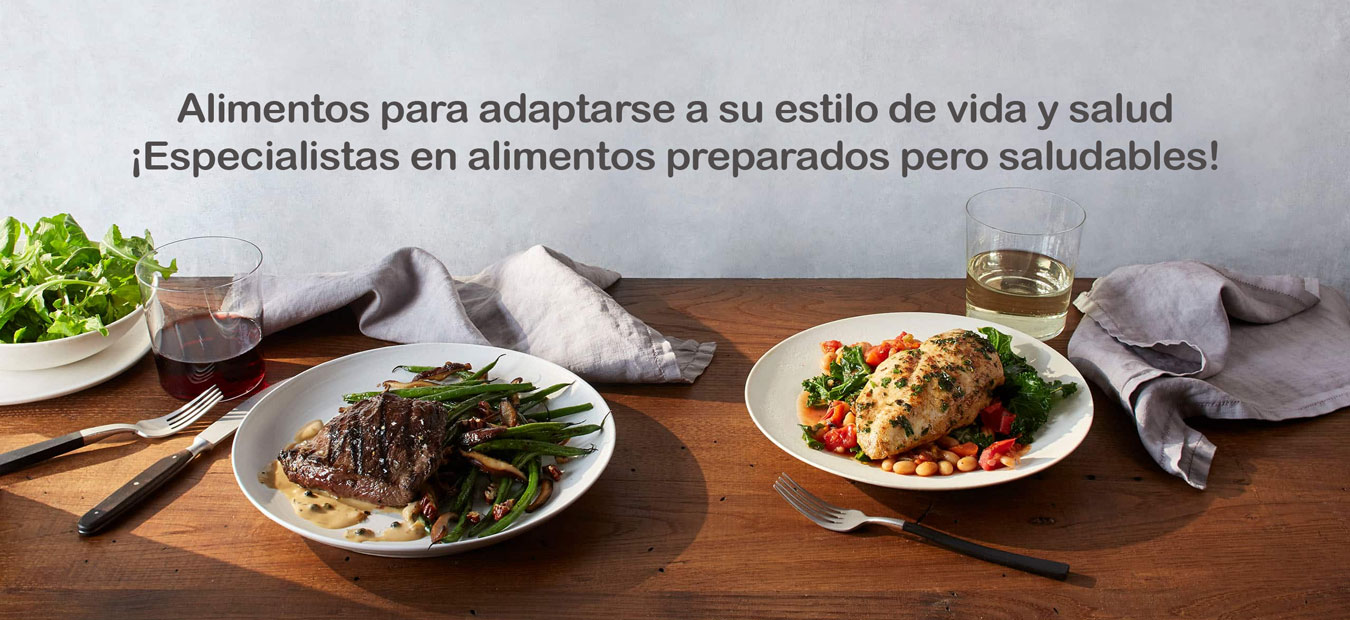 Alimentos para adaptarse a su estilo de vida y salud
¡Especialistas en alimentos preparados pero saludables!